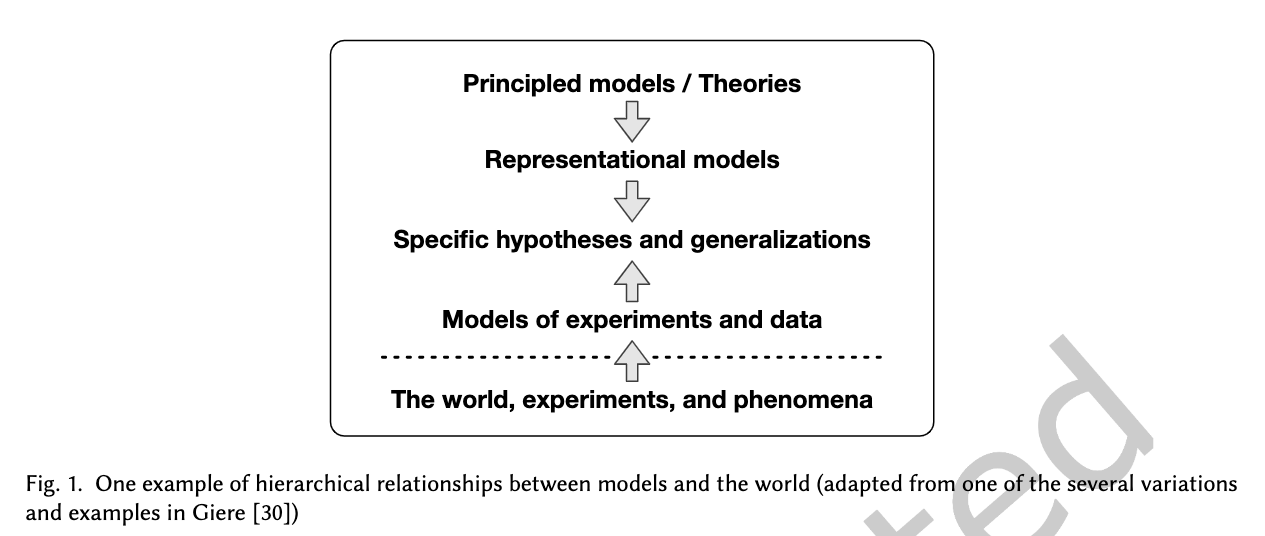 Principled models / Theories
Representational models
Specific hypotheses and generalizations
Models of experiments and data
The world, experiments, and phenomena
Fig. 1. One example of hierarchical relationships between models and the world (adapted from one of the several variations
and examples in Giere [30])
ted